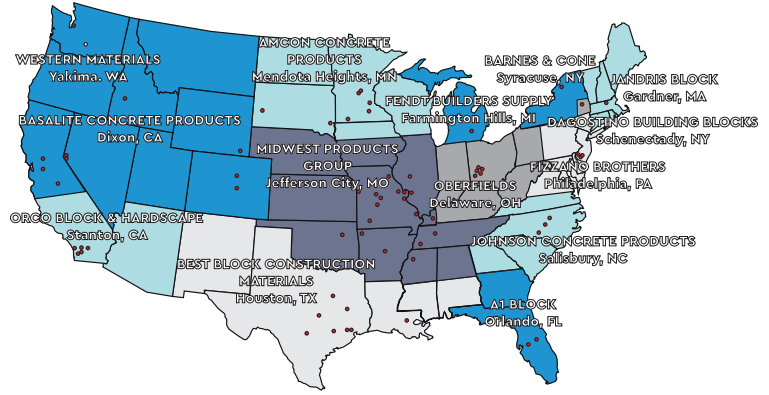 WESTERN MATERIALS
Yakima. WA
AMCON CONCRETE
PRODUCTS
Mendota Heights, MN
BARNES & CONE
Syracuse, NY
JANDRIS BLOCK
Gardner, MA
FENDT BUILDERS SUPPLY
Farmington Hills, MI
BASALITE CONCRETE PRODUCTS
Dixon, CA
DAGOSTINO BUILDING BLOCKS
Schenectady, NY
MIDWEST PRODUCTS
GROUP
Jefferson City, MO
FIZZANO BROTHERS
Philadelphia, PA
OBERFIELDS
Delaware, OH
ORCO BLOCK & HARDSCAPE
Stanton, CA
JOHNSON CONCRETE PRODUCTS
Salisbury, NC
BEST BLOCK CONSTRUCTION
MATERIALS
Houston, TX
A1 BLOCK
Orlando, FL